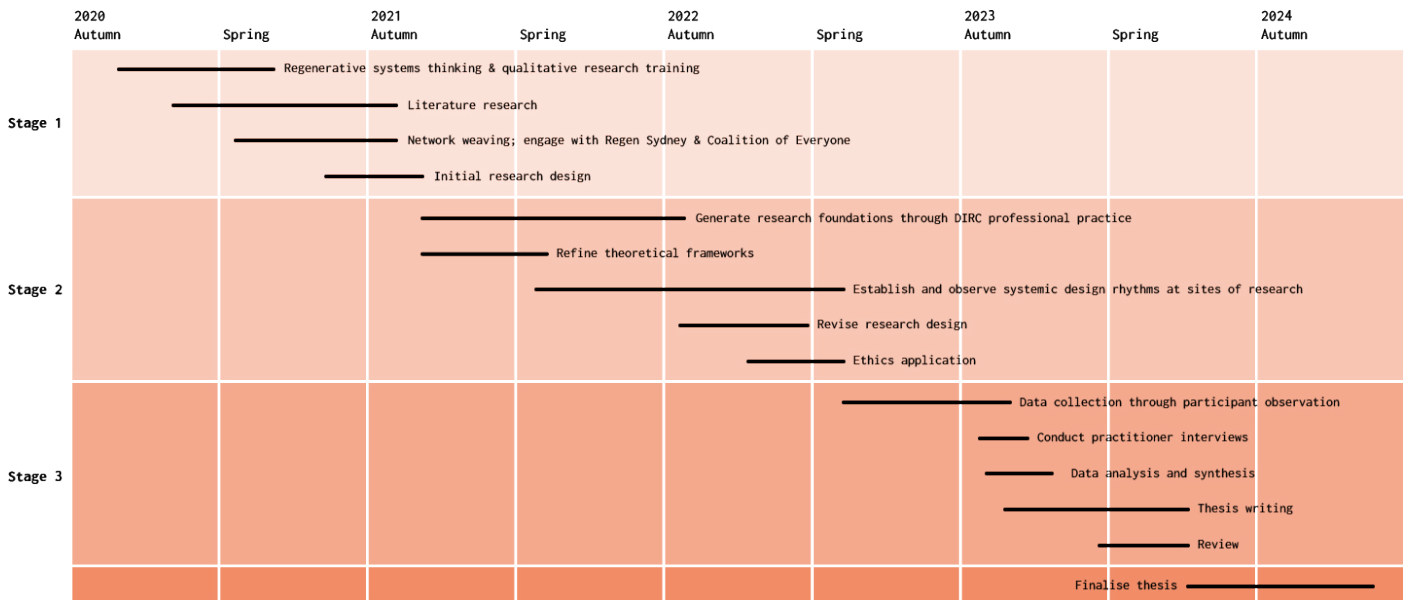 2020 2021 2022 2023 2024
Autumn Spring Autumn Spring Autumn Spring Autumn Spring Autumn
Regenerative systems thinking & qualitative research training
Literature research
Stage 1
Network weaving; engage with Regen Sydney & Coalition of Everyone
Initial research design
Generate research foundations through DIRC professional practice
Refine theoretical frameworks
Stage 2
Establish and observe systemic design rhythms at sites of research
Revise research design
Ethics application
Data collection through participant observation
Conduct practitioner interviews
Stage 3
Data analysis and synthesis
Thesis writing
Review
Finalise thesis